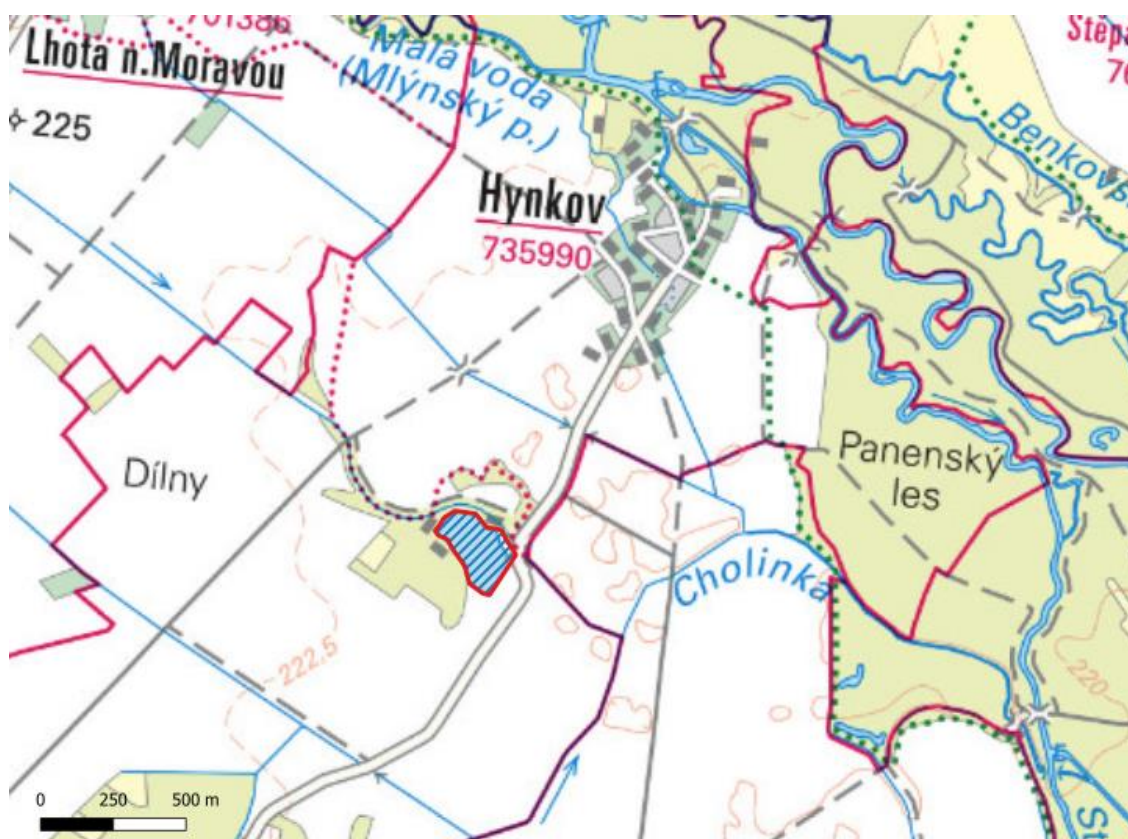 701386
Lhota n.Moravou
225
Malá voda
(Mlýnský p.)
Hynkov
735990
Benkovs
Dílny
Panenský
les
Cholinka
222,5
220
0 250 500 m